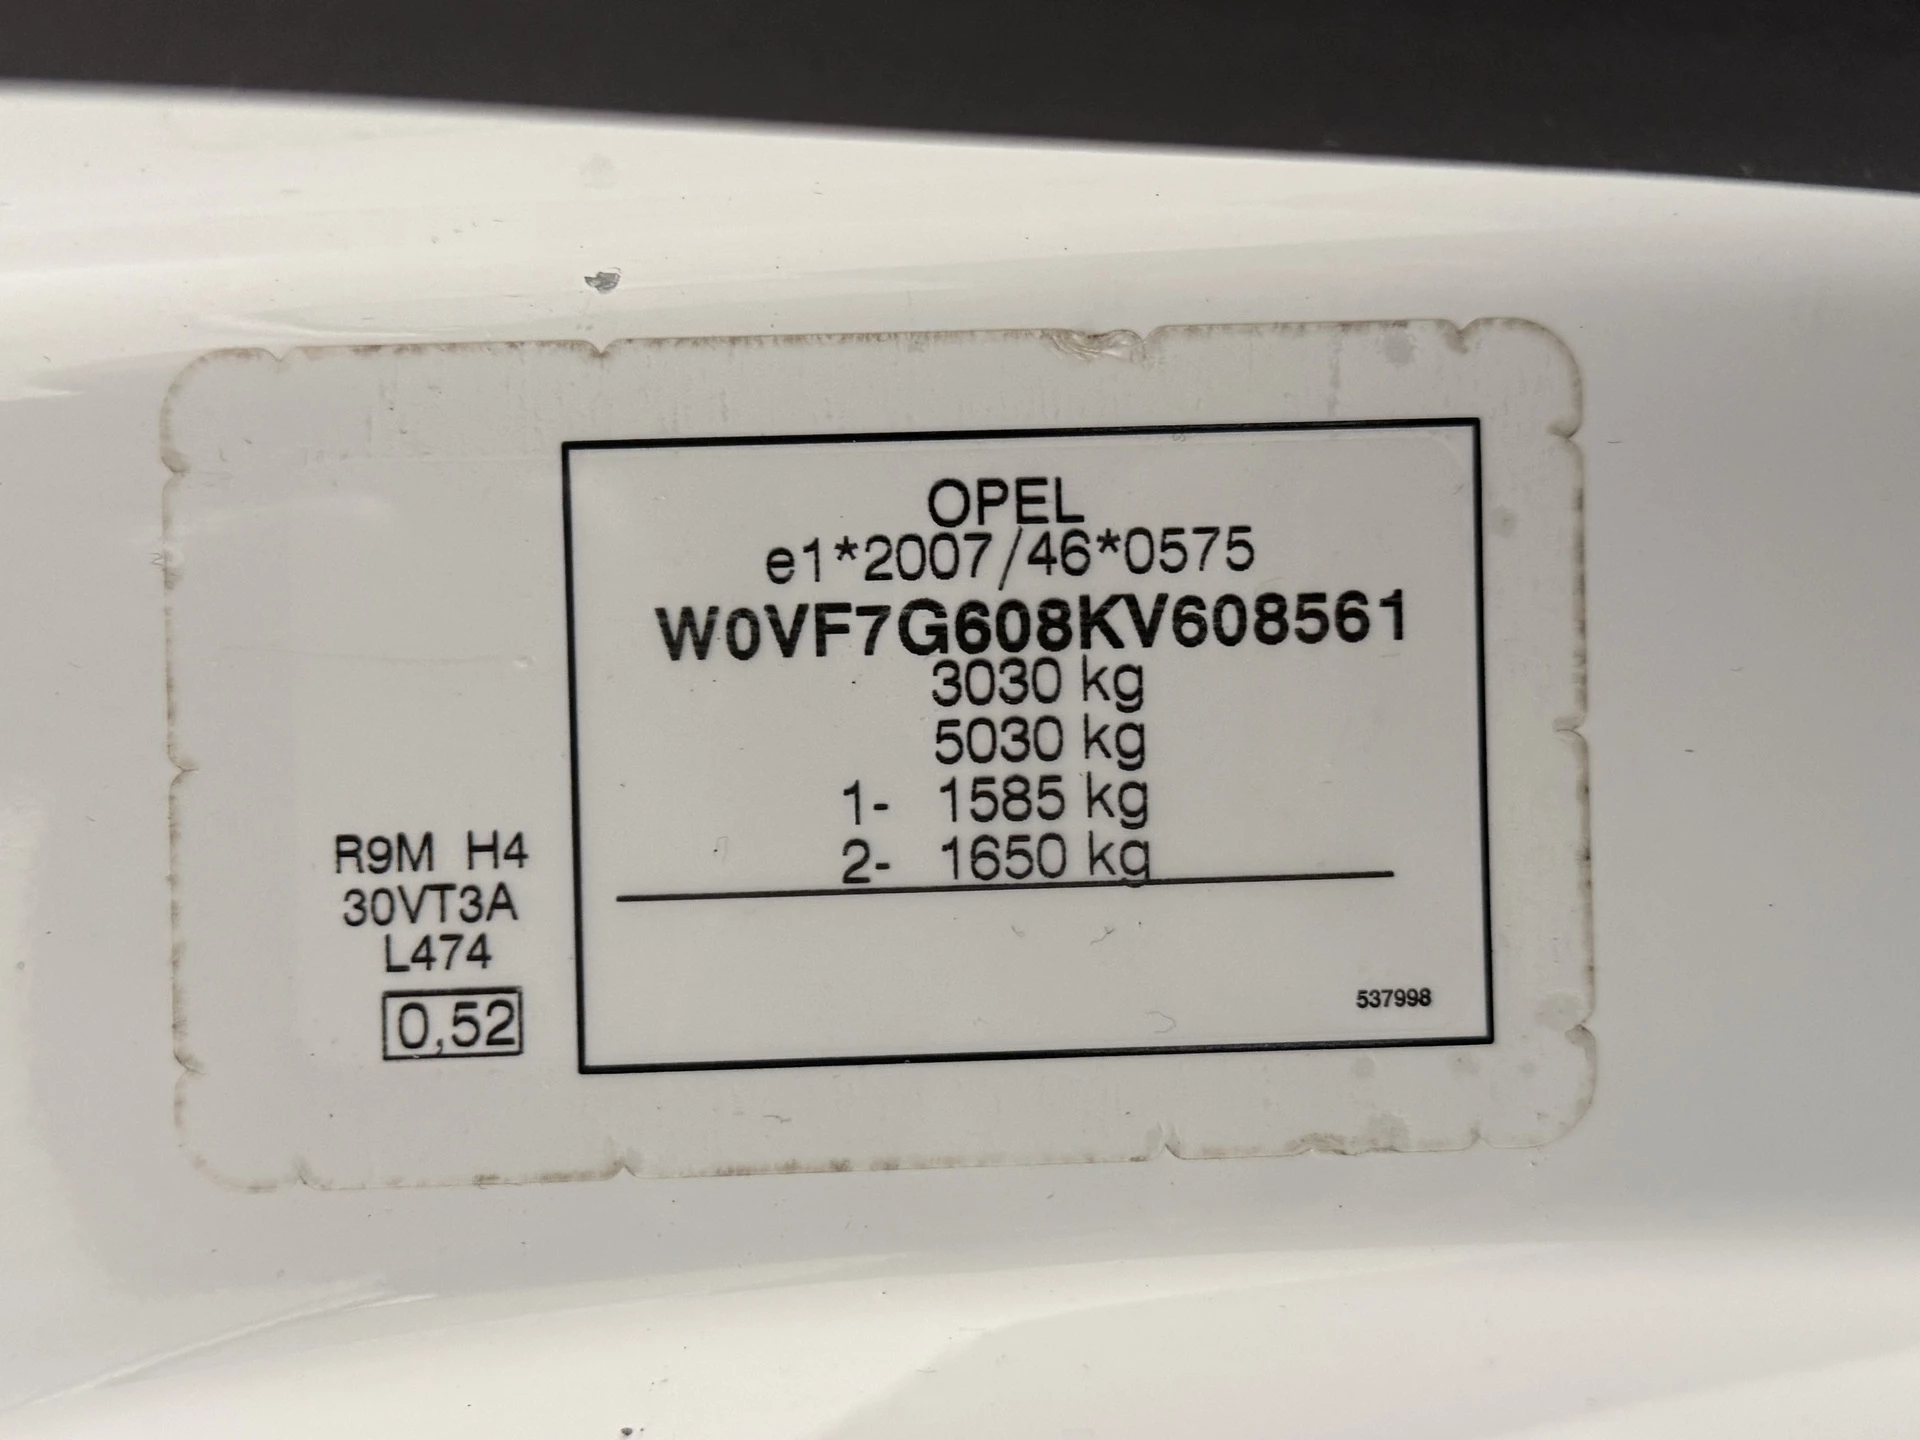 OPEL
e1*2007/46*0575
W0VF7G608KV608561
3030 kg
5030 kg
1- 1585 kg
2- 1650 kg
R9M H4
30VT3A
L474
0,52
537998